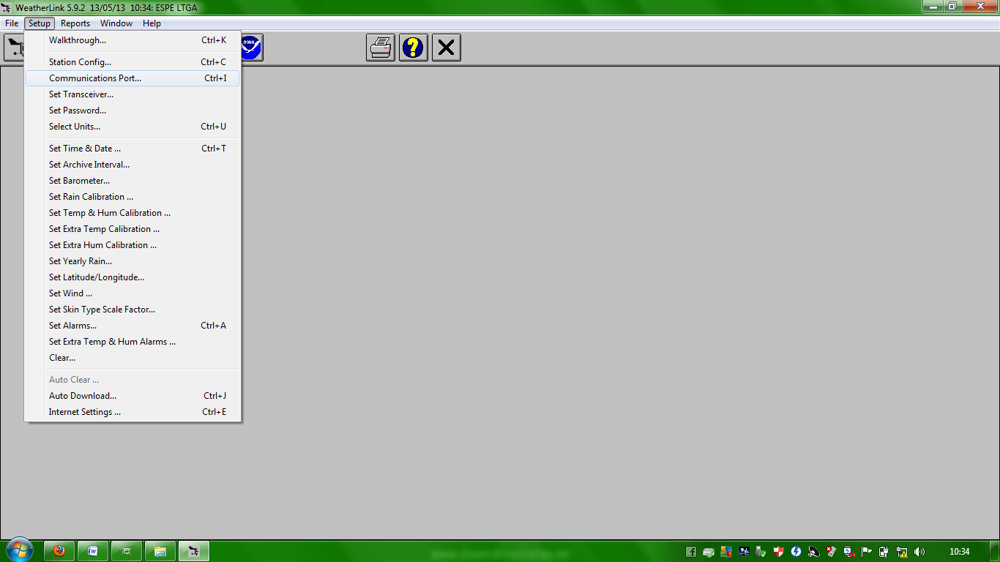 WeatherLink 5.9.2  13/05/13  10:34: ESPE LTGA
File Setup Reports Window Help
Walkthrough... Ctrl+K
NOAA
Station Config... Ctrl+C
Communications Port... Ctrl+I
Set Transceiver...
Set Password...
Select Units... Ctrl+U
Set Time & Date ... Ctrl+T
Set Archive Interval...
Set Barometer...
Set Rain Calibration ...
Set Temp & Hum Calibration ...
Set Extra Temp Calibration ...
Set Extra Hum Calibration ...
Set Yearly Rain...
Set Latitude/Longitude...
Set Wind ...
Set Skin Type Scale Factor...
Set Alarms... Ctrl+A
Set Extra Temp & Hum Alarms ...
Clear...
Auto Clear ...
Auto Download... Ctrl+J
Internet Settings ... Ctrl+E
10:34